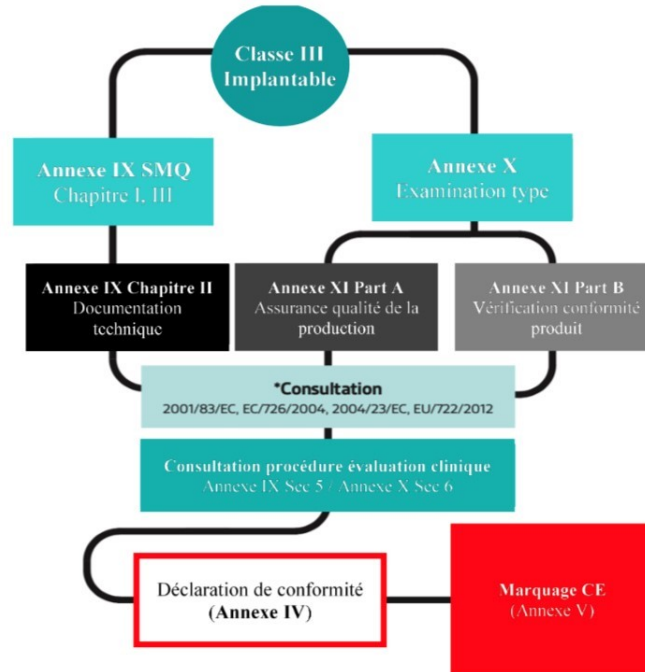 Classe III
Implantable
Annexe IX SMQ
Chapitre I, III
Annexe X
Examination type
Annexe IX Chapitre II
Documentation
technique
Annexe XI Part A
Assurance qualité de la
production
Annexe XI Part B
Vérification conformité
produit
*Consultation
2001/83/EC, EC/726/2004, 2004/23/EC, EU/722/2012
Consultation procédure évaluation clinique
Annexe IX Sec 5 / Annexe X Sec 6
Déclaration de conformité
(Annexe IV)
Marquage CE
(Annexe V)